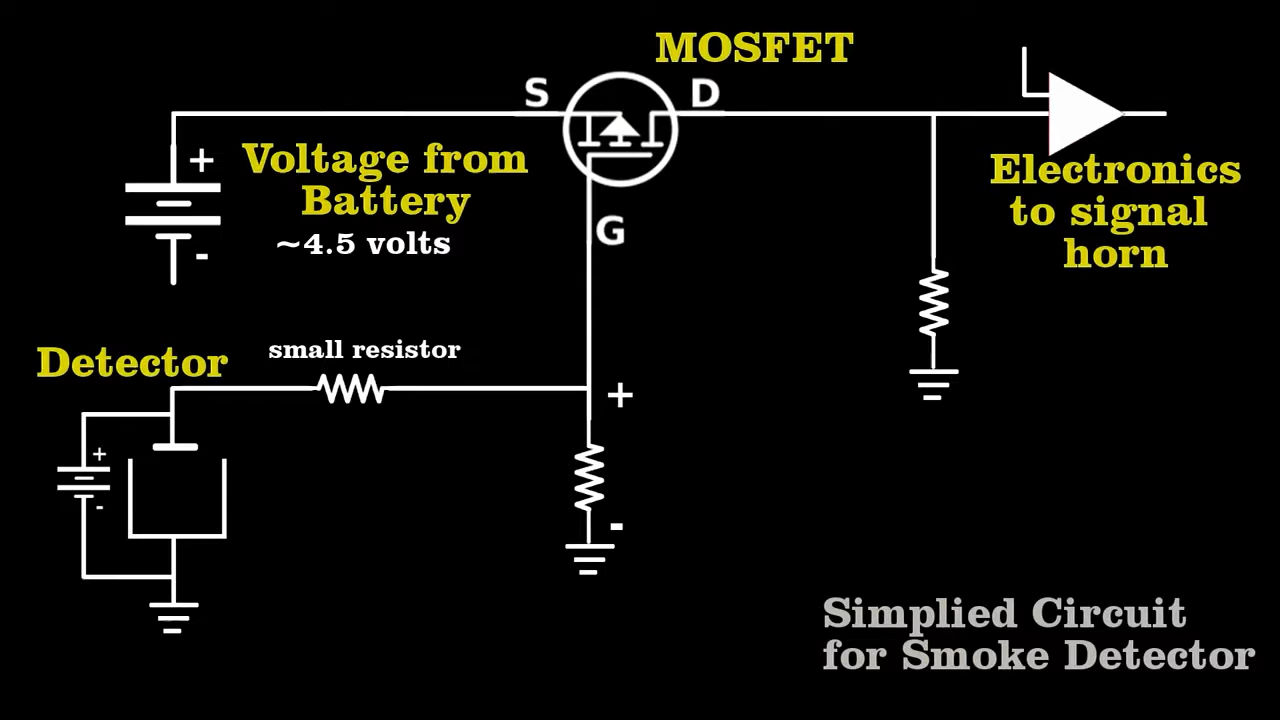 MOSFET
S
D
+
Voltage from
Battery
~4.5 volts
-
G
Electronics
to signal
horn
small resistor
Detector
+
+
-
-
Simplied Circuit
for Smoke Detector